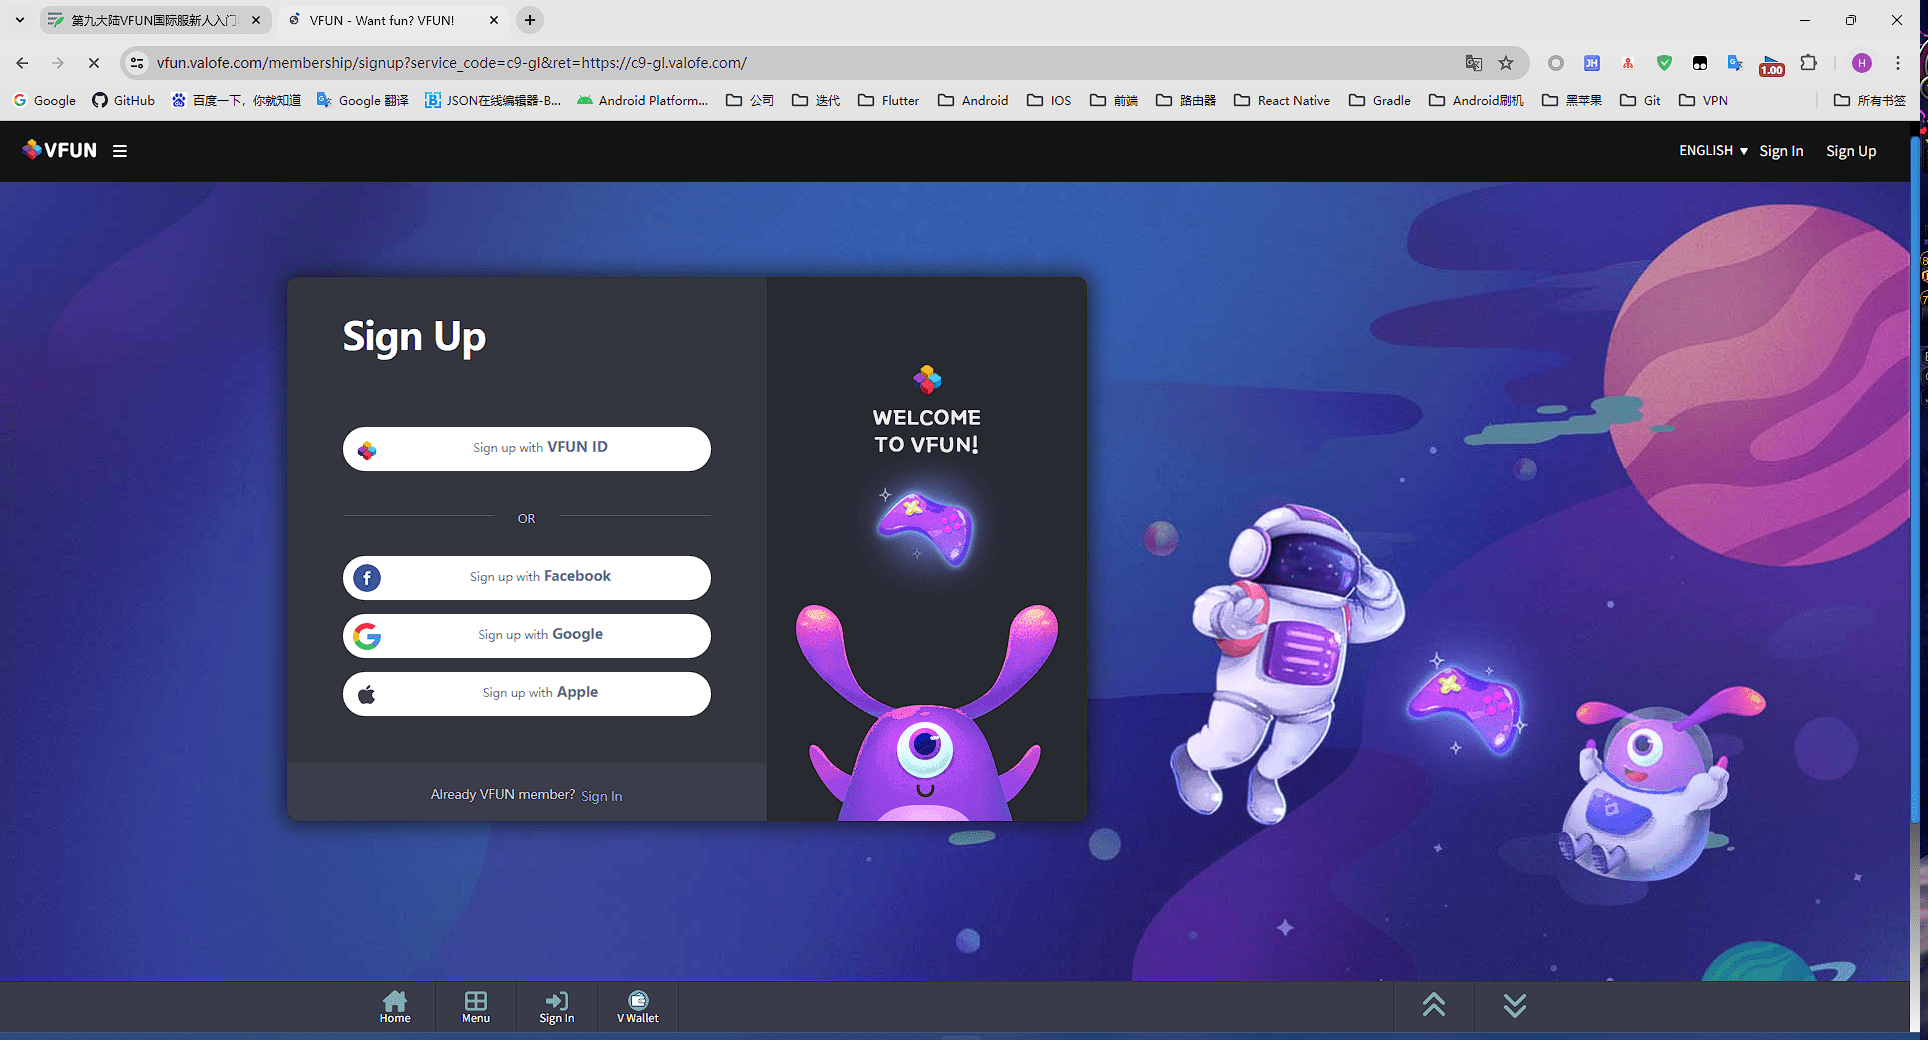 第九大陆VFUN国际服新人入门
VFUN - Want fun? VFUN!
vfun.valofe.com/membership/signup?service_code=c9-gl&ret=https://c9-gl.valofe.com/
JH
1.00
H
Google
GitHub
百度一下，你就知道
Google 翻译
JSON在线编辑器-B...
Android Platform...
公司
迭代
Flutter
Android
IOS
前端
路由器
React Native
Gradle
Android刷机
黑苹果
Git
VPN
所有书签
VFUN
ENGLISH ▼
Sign In
Sign Up
Sign Up
Sign up with VFUN ID
OR
Sign up with Facebook
Sign up with Google
Sign up with Apple
Already VFUN member? Sign In
WELCOME
TO VFUN!
Home
Menu
Sign In
V Wallet